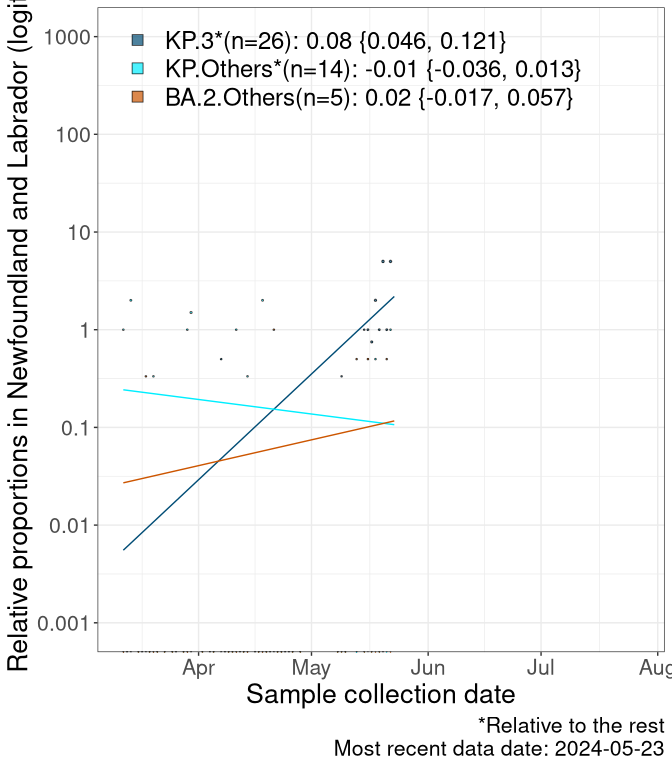 Relative proportions in Newfoundland and Labrador (logit
KP.3*(n=26): 0.08 {0.046, 0.121}
KP.Others*(n=14): -0.01 {-0.036, 0.013}
BA.2.Others(n=5): 0.02 {-0.017, 0.057}
1000
100
10
1
0.1
0.01
0.001
Apr May Jun Jul Aug
Sample collection date
*Relative to the rest
Most recent data date: 2024-05-23